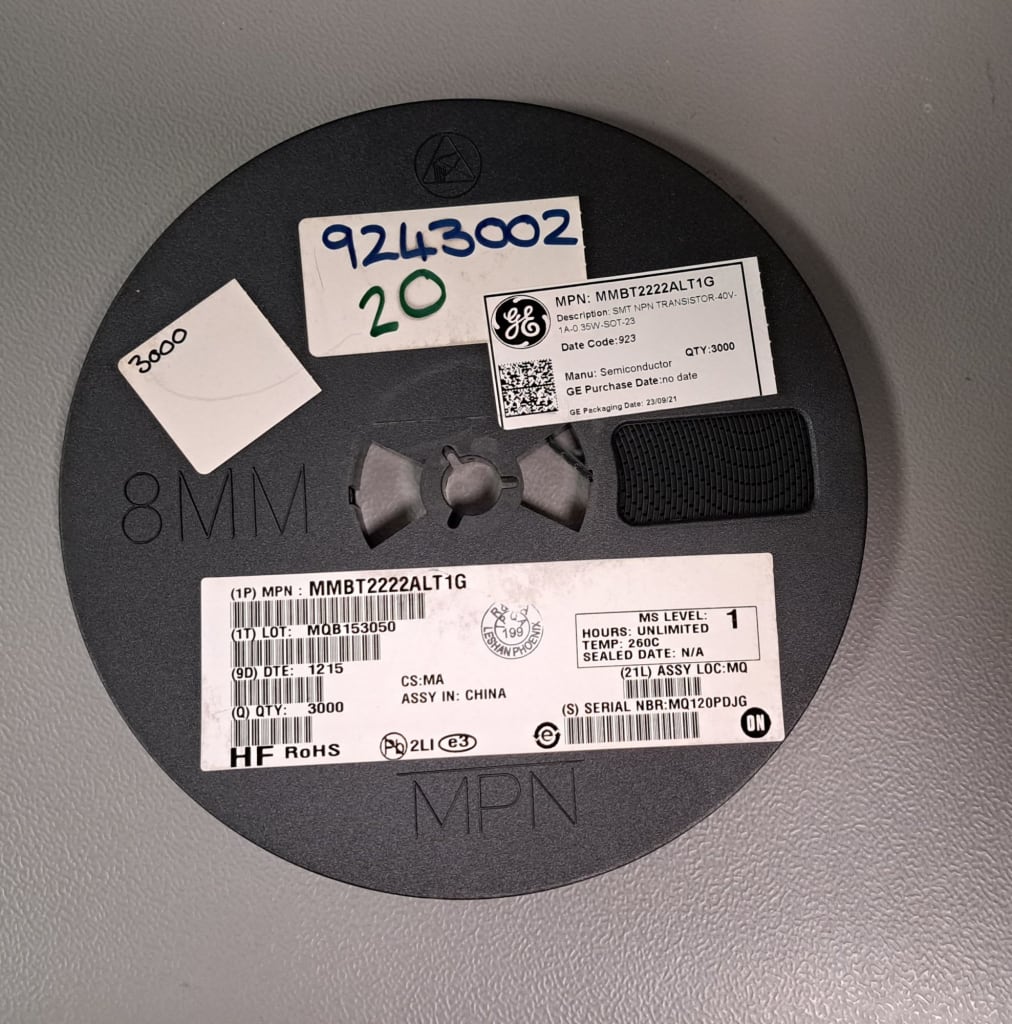 92243002
20
3000
GE
MPN: MMBT2222ALT1G
Description: SMT NPN TRANSISTOR-40V-
1A-0.35W-SOT-23
Date Code:923
QTY:3000
Manu: Semiconductor
GE Purchase Date:no date
GE Packaging Date: 23/09/21
8MM
(1P) MPN : MMBT2222ALT1G
(1T) LOT: MQB153050
(9D) DTE: 1215
(Q) QTY: 3000
HF RoHS
CS:MA
ASSY IN: CHINA
Pb 2LI e3
199
LESHAN PHOENIX
MS LEVEL: 1
HOURS: UNLIMITED
TEMP: 260C
SEALED DATE: N/A
(21L) ASSY LOC:MQ
(S) SERIAL NBR:MQ120PDJG
e
ON
MPN